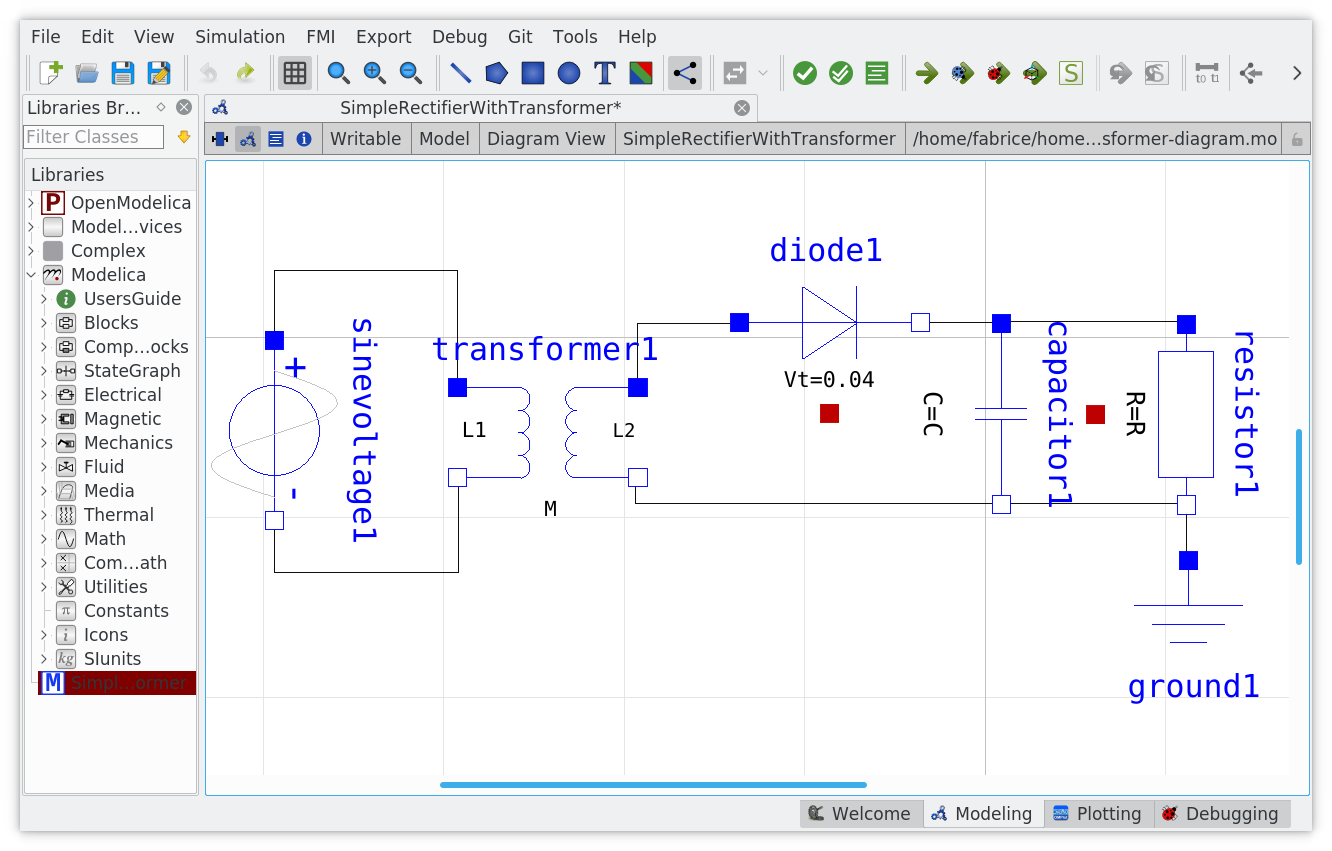 File Edit View Simulation FMI Export Debug Git Tools Help
T S S to t1
Libraries Br... SimpleRectifierWithTransformer*
Filter Classes Writable Model Diagram View SimpleRectifierWithTransformer /home/fabrice/home...sformer-diagram.mo
Libraries
P OpenModelica
Model...vices
Complex
Modelica
UsersGuide
Blocks
Comp...ocks
StateGraph
Electrical
Magnetic
Mechanics
Fluid
Media
Thermal
Math
Com...ath
Utilities
π Constants
i Icons
kg SIunits
M Simpl...ormer
diode1
sinevoltage1
+
-
transformer1
L1
L2
M
Vt=0.04
C=C
capacitor1
R=R
resistor1
ground1
Welcome Modeling Plotting Debugging